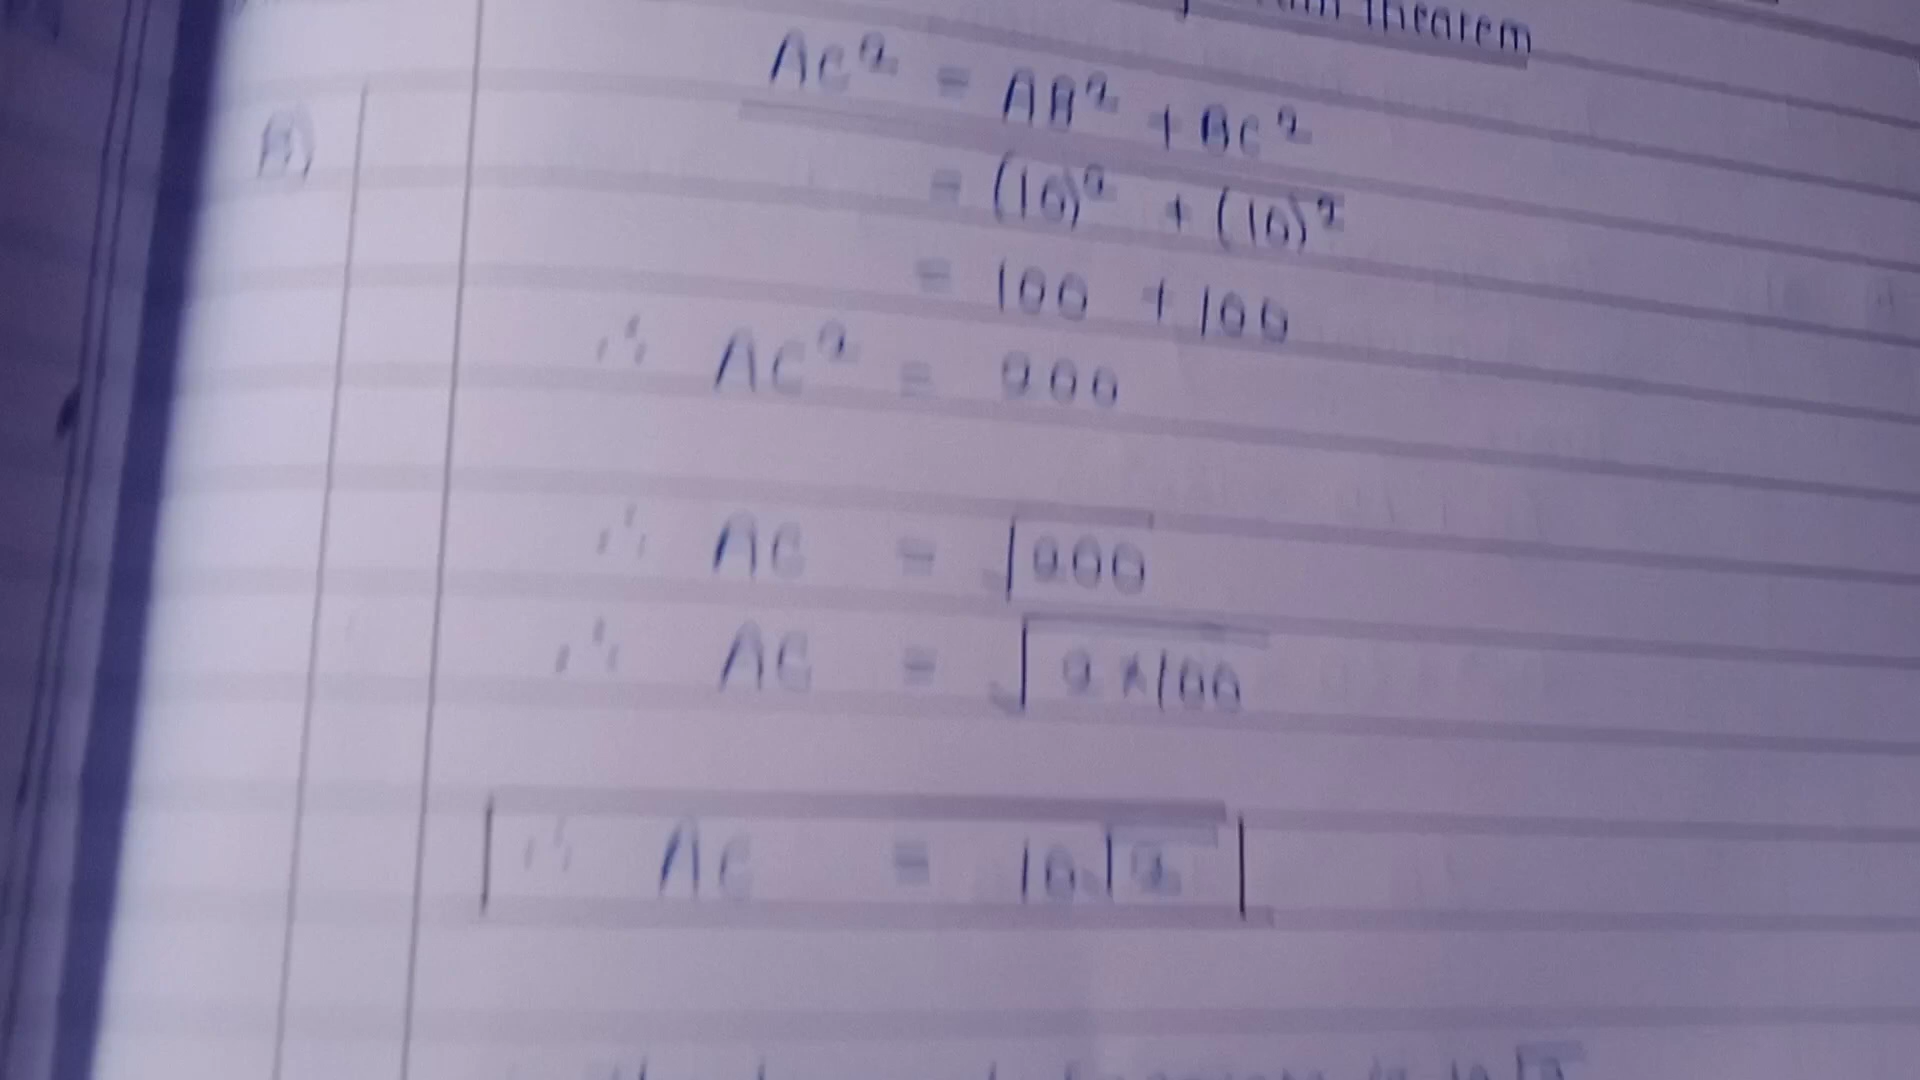 Thearem
AC² = AB² + BC²
= (10)² + (10)²
= 100 + 100
∴ AC² = 200
∴ AC = √200
∴ AC = √2×100
∴ AC = 10√2